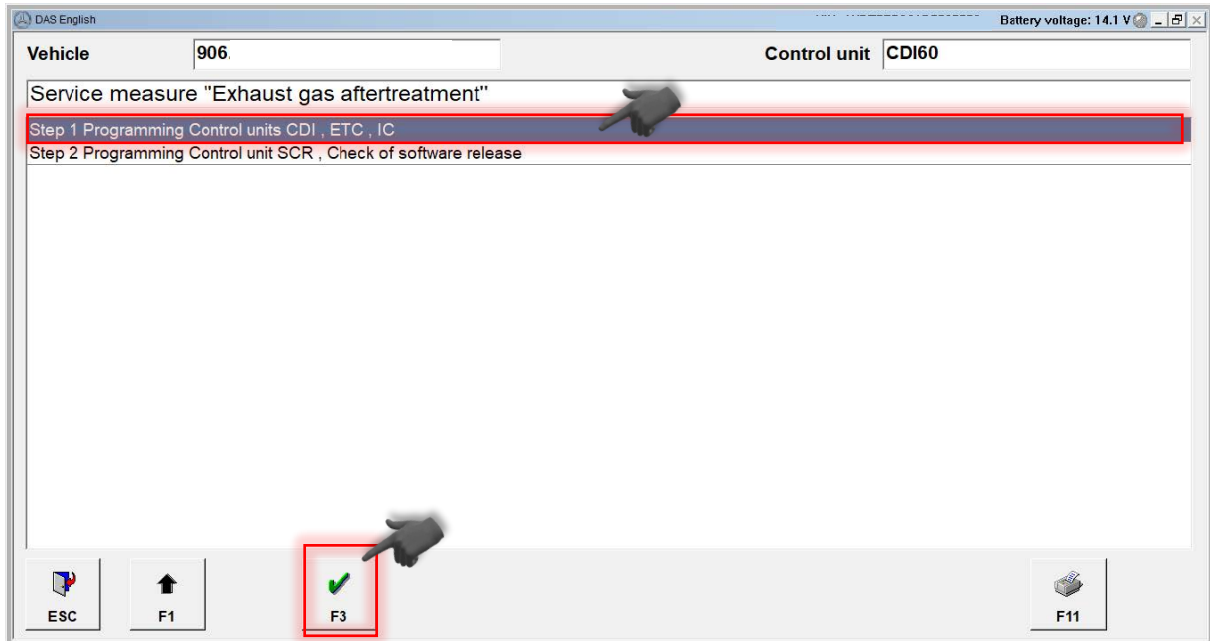 DAS English
Battery voltage: 14.1 V
Vehicle 906. Control unit CDI60
Service measure "Exhaust gas aftertreatment"
Step 1 Programming Control units CDI , ETC , IC
Step 2 Programming Control unit SCR , Check of software release
ESC F1 F3 F11